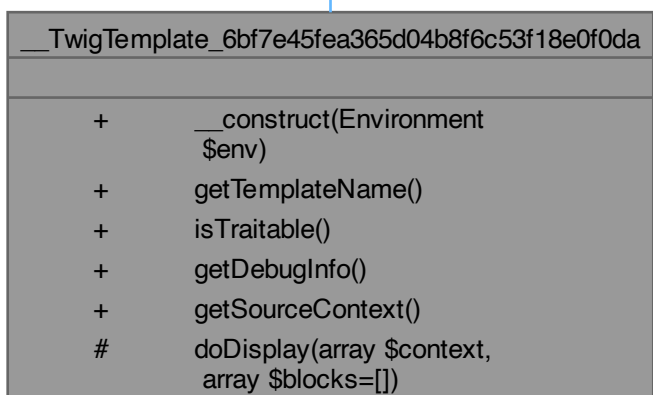 __TwigTemplate_6bf7e45fea365d04b8f6c53f18e0f0da
+ __construct(Environment
$env)
+ getTemplateName()
+ isTraitable()
+ getDebugInfo()
+ getSourceContext()
# doDisplay(array $context,
array $blocks=[])